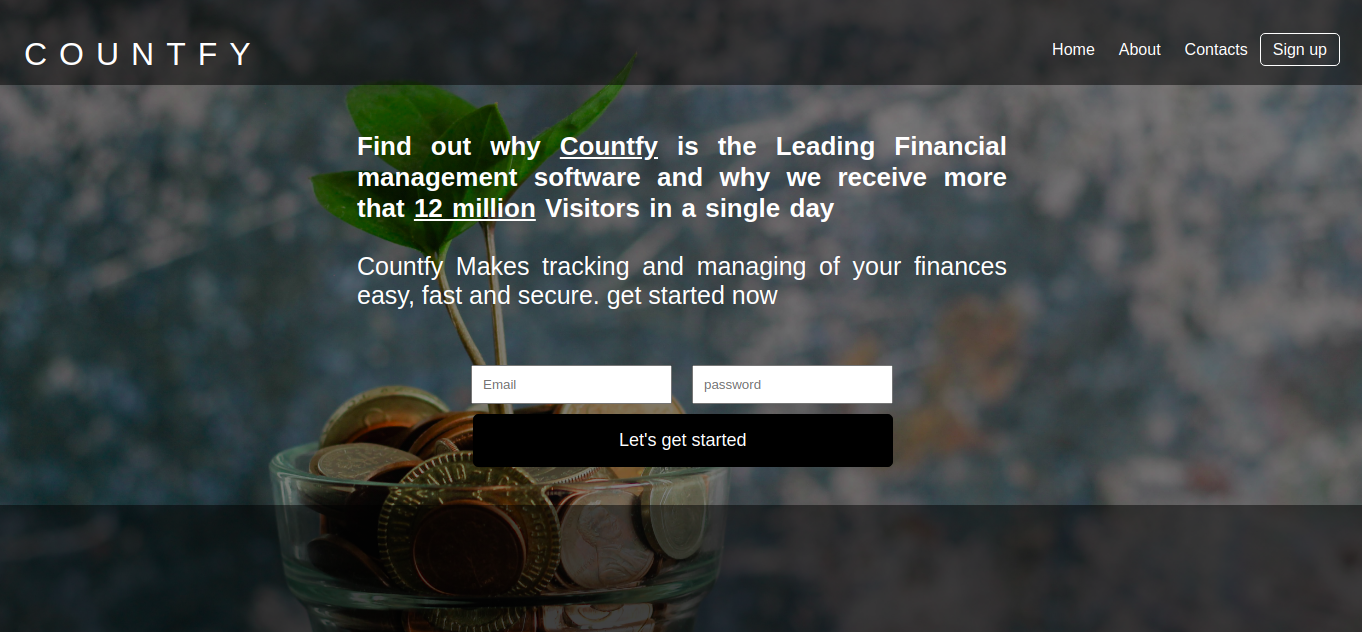 COUNTFY
Home About Contacts Sign up
Find out why Countfy is the Leading Financial
management software and why we receive more
that 12 million Visitors in a single day
Countfy Makes tracking and managing of your finances
easy, fast and secure. get started now
Email password
Let's get started